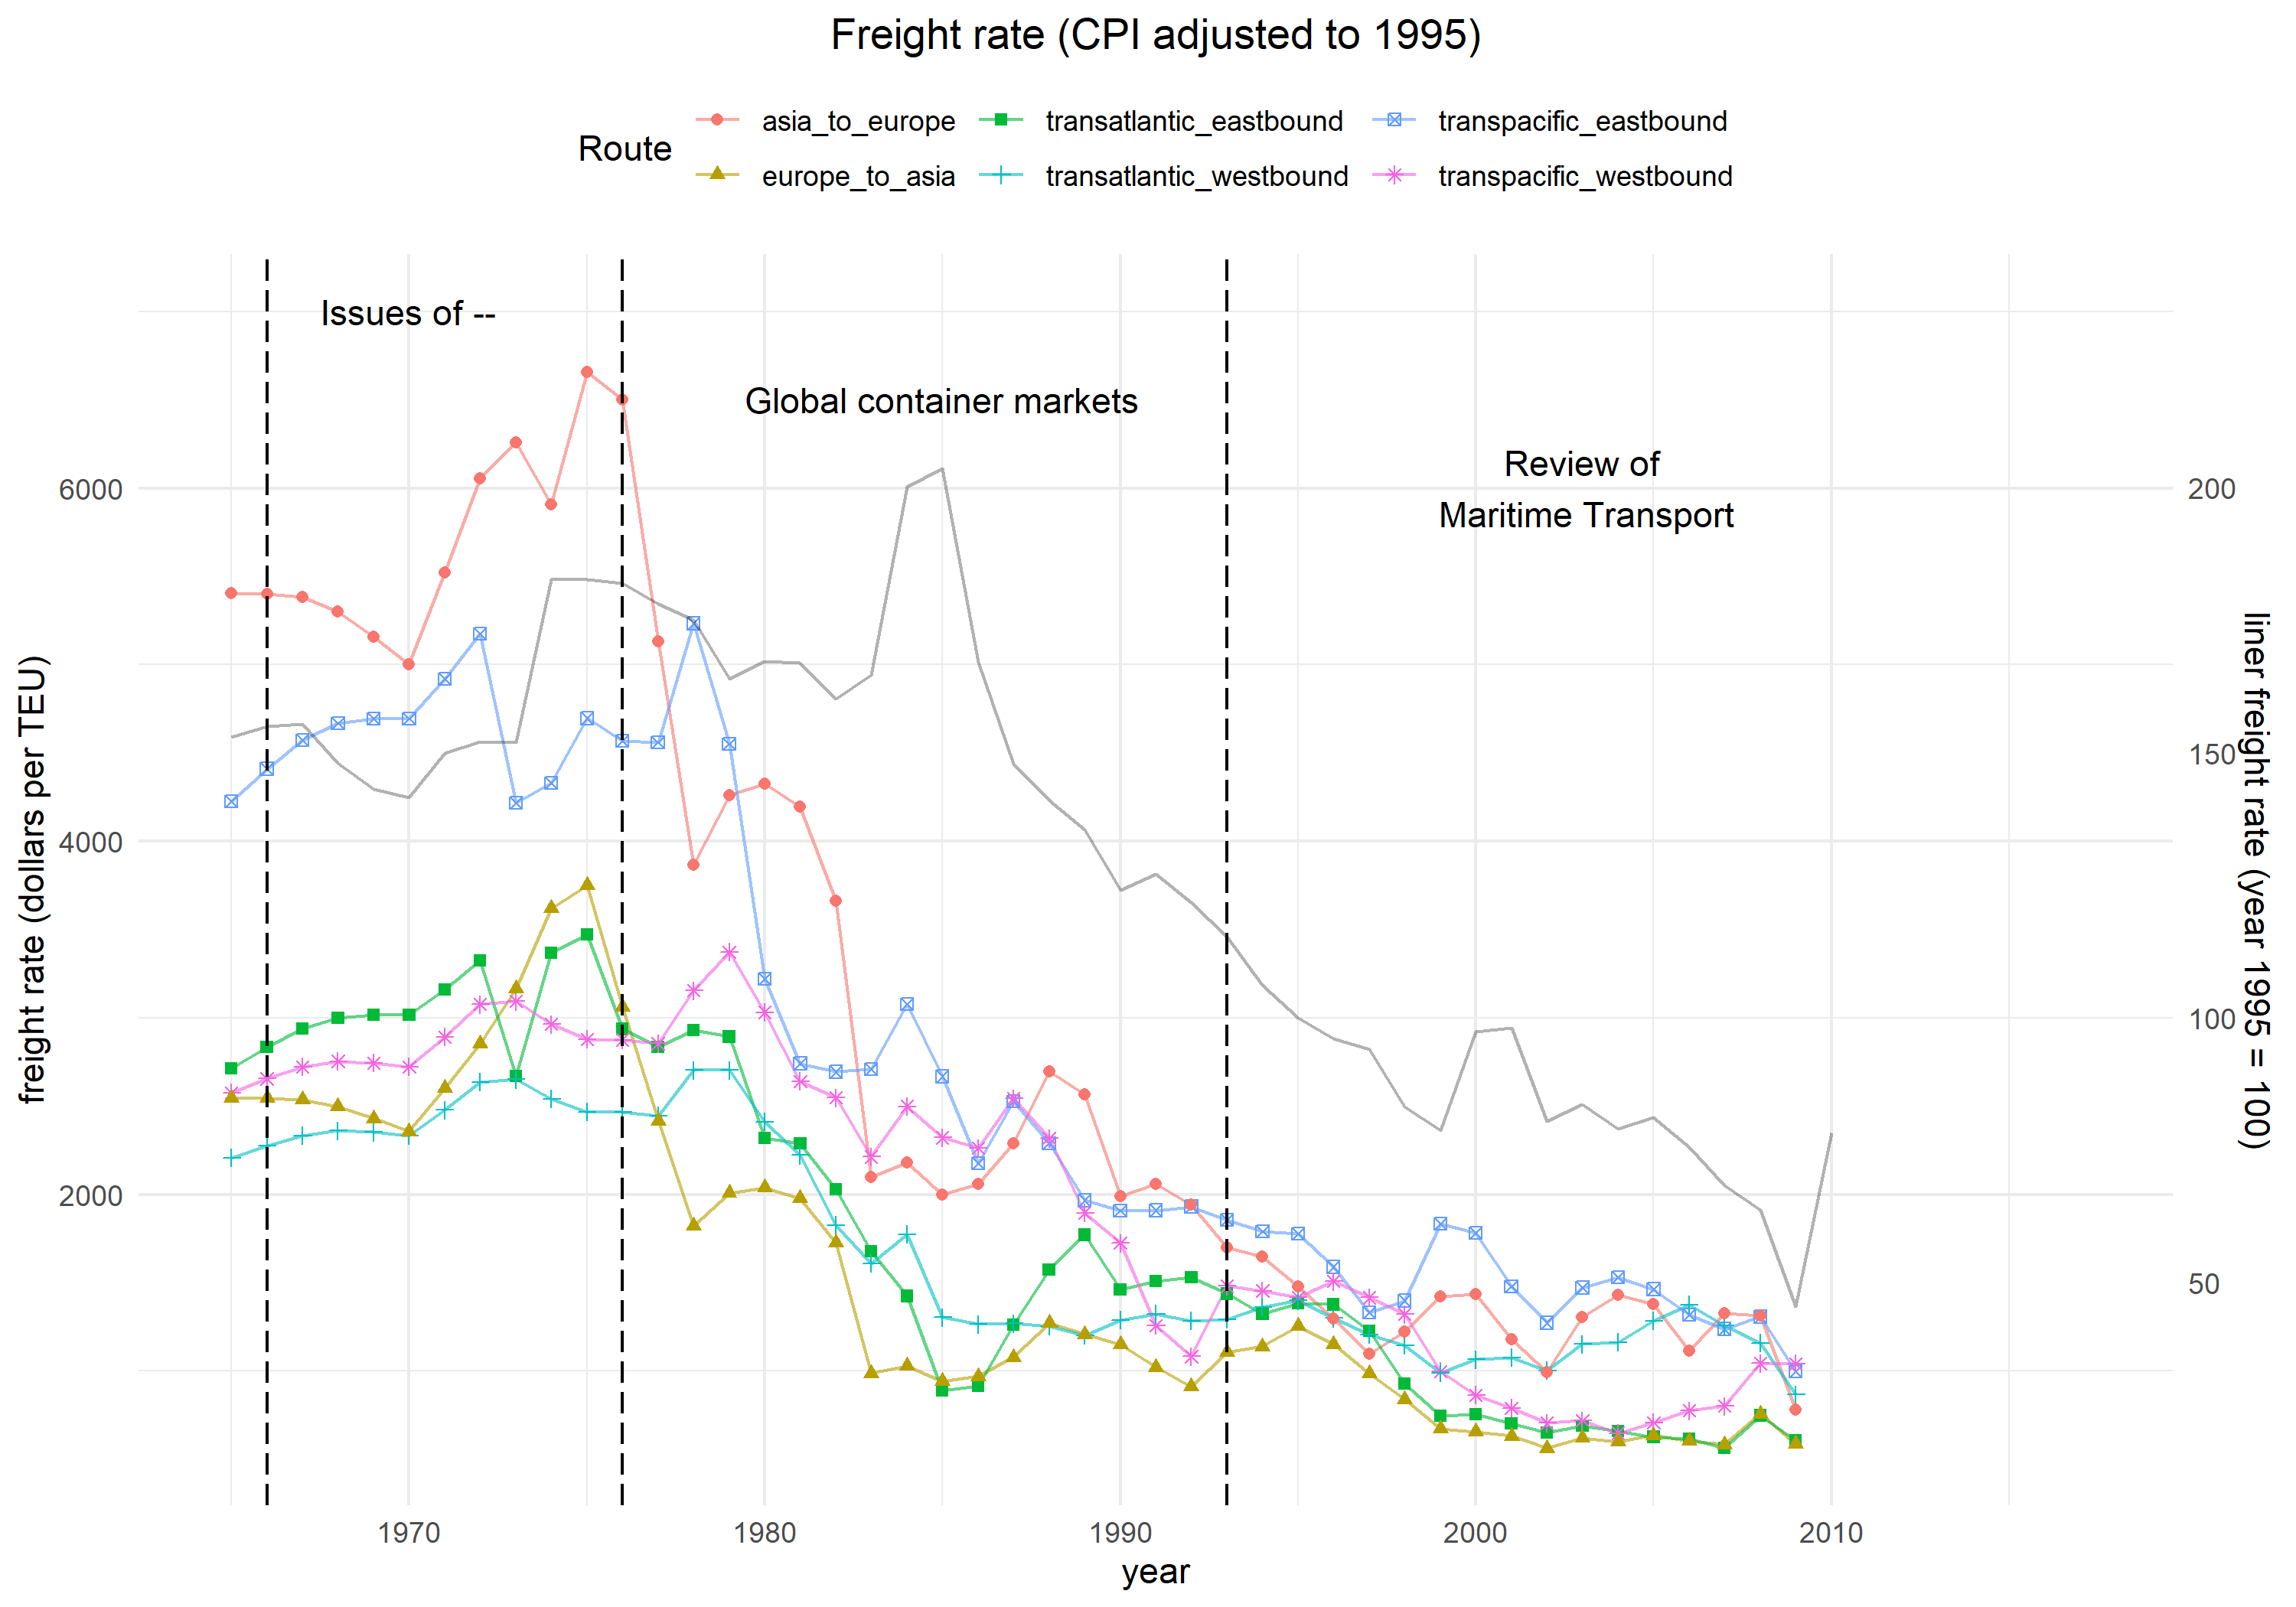 Freight rate (CPI adjusted to 1995)
Route
asia_to_europe
transatlantic_eastbound
transpacific_eastbound
europe_to_asia
transatlantic_westbound
transpacific_westbound
Issues of --
Global container markets
Review of
Maritime Transport
freight rate (dollars per TEU)
6000
4000
2000
liner freight rate (year 1995 = 100)
200
150
100
50
1970
1980
1990
2000
2010
year